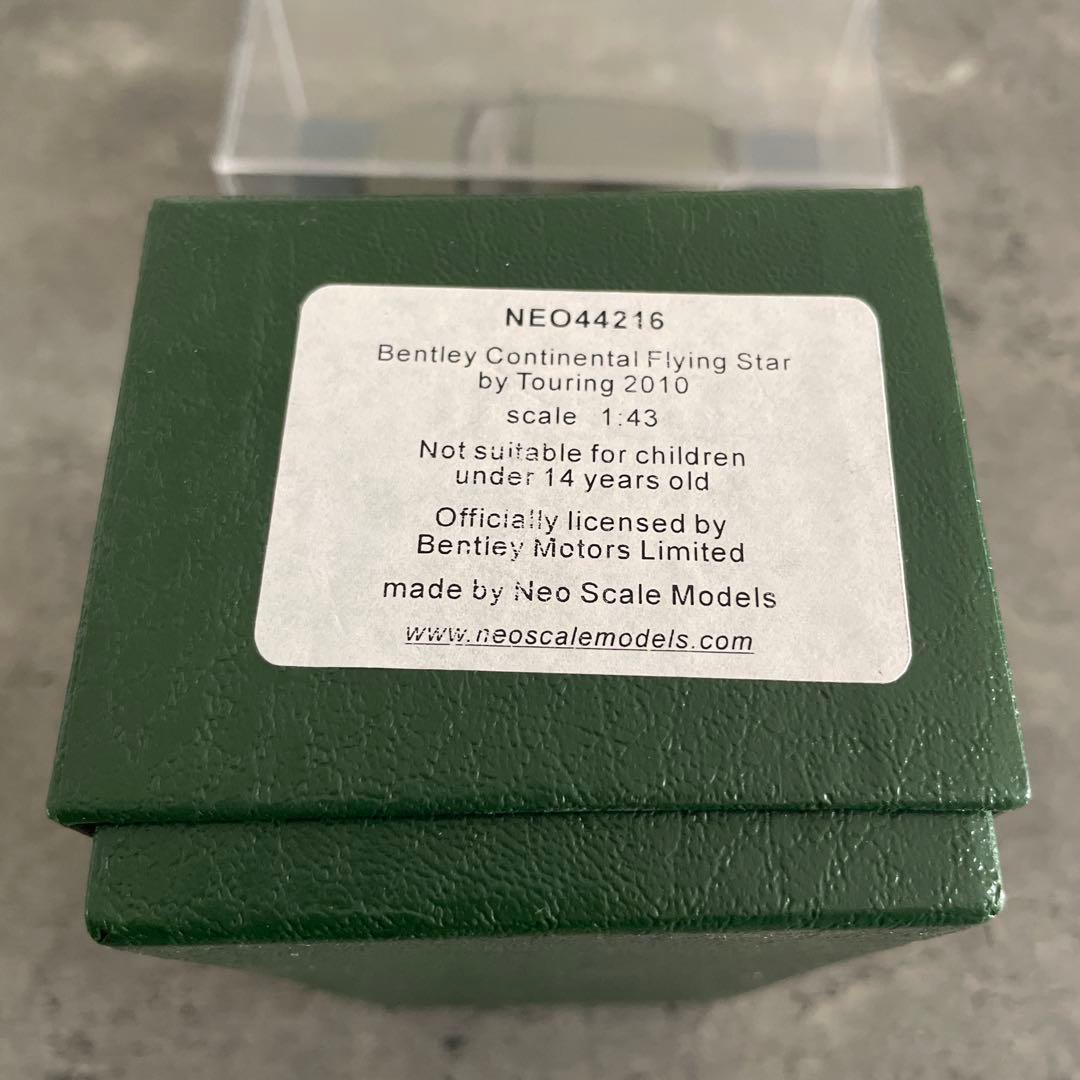 NEO44216
Bentley Continental Flying Star
by Touring 2010
scale 1:43
Not suitable for children
under 14 years old
Officially licensed by
Bentley Motors Limited
made by Neo Scale Models
www.neoscalemodels.com